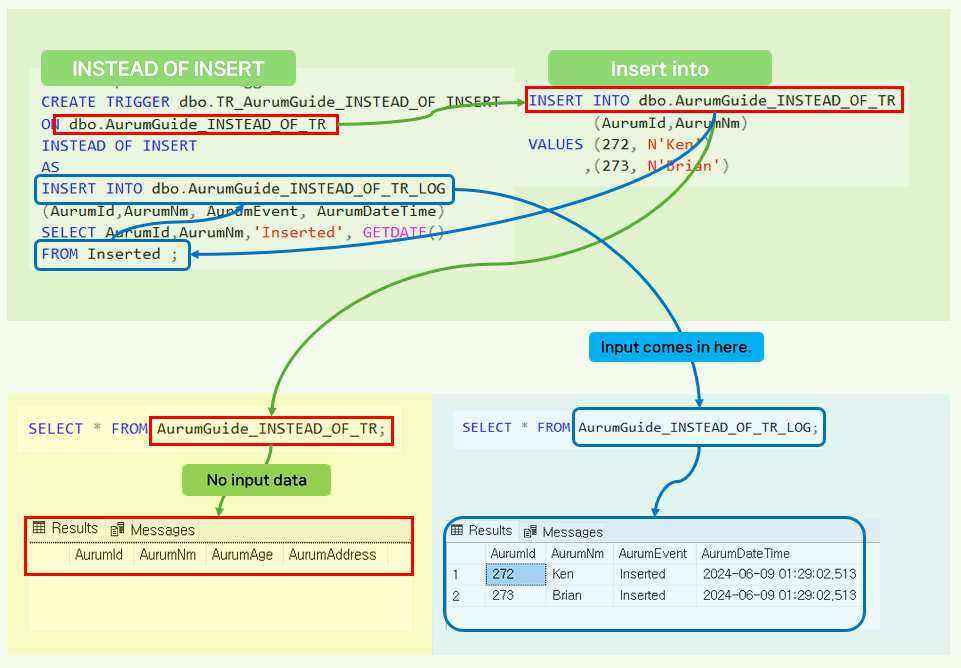 INSTEAD OF INSERT
CREATE TRIGGER dbo.TR_AurumGuide_INSTEAD_OF_INSERT
ON dbo.AurumGuide_INSTEAD_OF_TR
INSTEAD OF INSERT
AS
INSERT INTO dbo.AurumGuide_INSTEAD_OF_TR_LOG
(AurumId,AurumNm, AurumEvent, AurumDateTime)
SELECT AurumId,AurumNm,'Inserted', GETDATE()
FROM Inserted ;
Insert into
INSERT INTO dbo.AurumGuide_INSTEAD_OF_TR
(AurumId,AurumNm)
VALUES (272, N'Ken')
,(273, N'Brian')
Input comes in here.
SELECT * FROM AurumGuide_INSTEAD_OF_TR;
No input data
Results Messages
AurumId AurumNm AurumAge AurumAddress
SELECT * FROM AurumGuide_INSTEAD_OF_TR_LOG;
Results Messages
AurumId AurumNm AurumEvent AurumDateTime
1 272 Ken Inserted 2024-06-09 01:29:02,513
2 273 Brian Inserted 2024-06-09 01:29:02,513